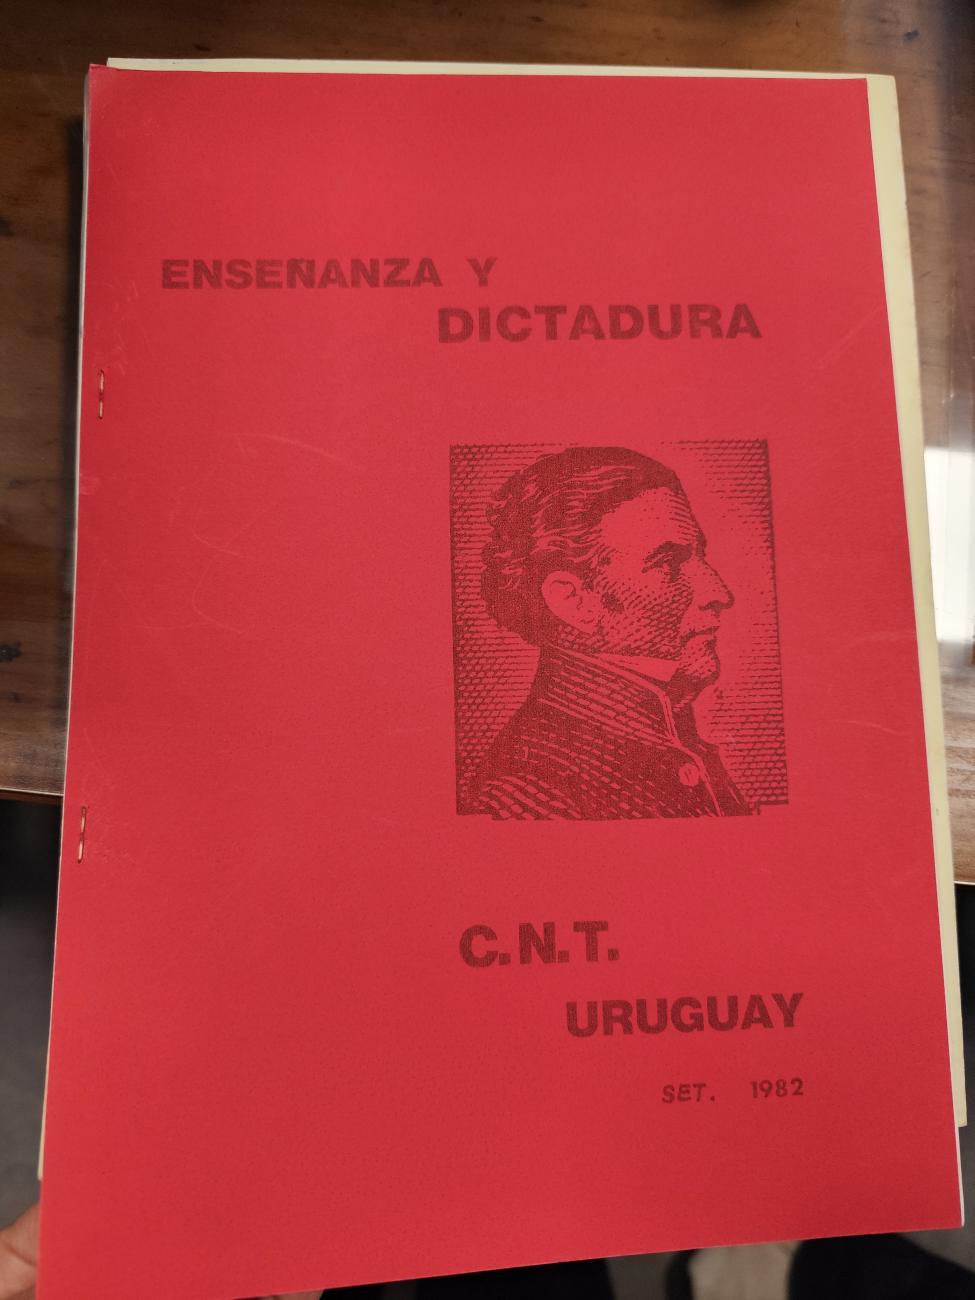 ENSEÑANZA Y
DICTADURA
C.N.T.
URUGUAY
SET. 1982